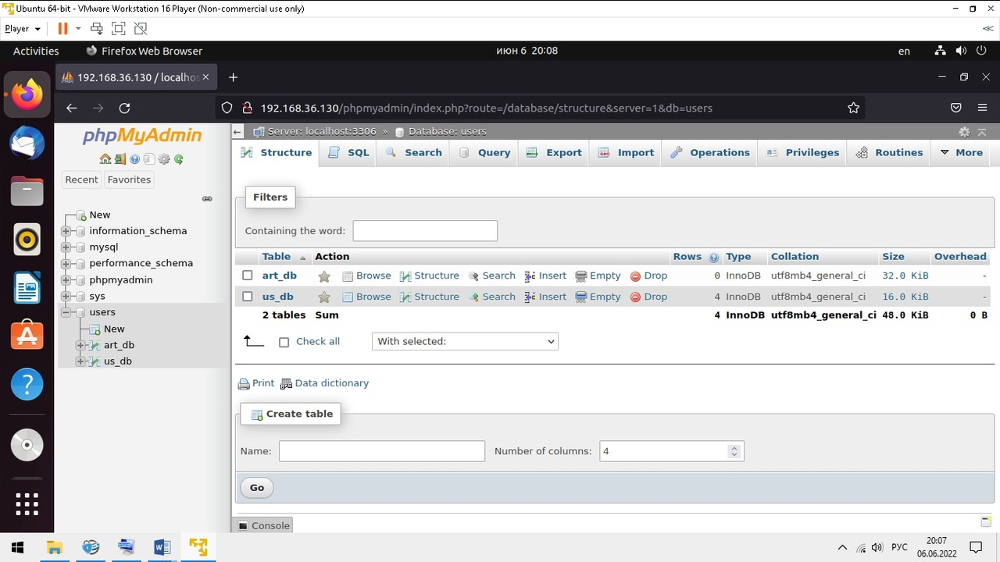 Ubuntu 64-bit - VMware Workstation 16 Player (Non-commercial use only)
Player
Activities Firefox Web Browser июн 6 20:08 en
192.168.36.130 / localhos
192.168.36.130/phpmyadmin/index.php?route=/database/structure&server=1&db=users
phpMyAdmin
Recent Favorites
New
information_schema
mysql
performance_schema
phpmyadmin
sys
users
New
art_db
us_db
Server: localhost:3306 » Database: users
Structure SQL Search Query Export Import Operations Privileges Routines More
Filters
Containing the word:
Table Action Rows Type Collation Size Overhead
art_db Browse Structure Search Insert Empty Drop 0 InnoDB utf8mb4_general_ci 32.0 KiB -
us_db Browse Structure Search Insert Empty Drop 4 InnoDB utf8mb4_general_ci 16.0 KiB -
2 tables Sum 4 InnoDB utf8mb4_general_ci 48.0 KiB 0 B
Check all With selected:
Print Data dictionary
Create table
Name: Number of columns: 4
Go
Console
РУС 20:07
06.06.2022